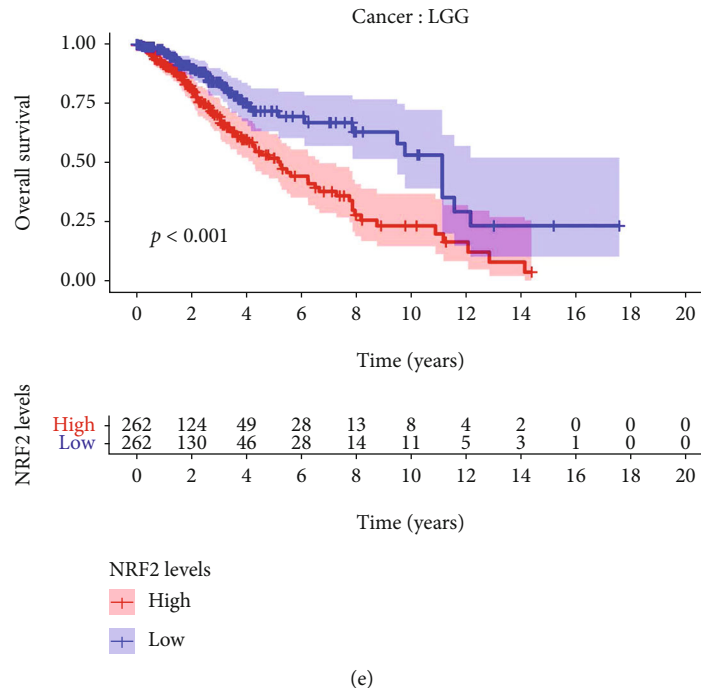 Cancer : LGG
Overall survival
1.00
0.75
0.50
0.25
0.00
p < 0.001
0 2 4 6 8 10 12 14 16 18 20
Time (years)
NRF2 levels
High 262 124 49 28 13 8 4 2 0 0 0
Low 262 130 46 28 14 11 5 3 1 0 0
0 2 4 6 8 10 12 14 16 18 20
Time (years)
NRF2 levels
High
Low
(e)